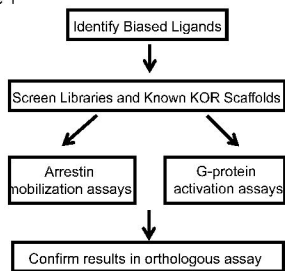 Identify Biased Ligands
Screen Libraries and Known KOR Scaffolds
Arrestin
mobilization assays
G-protein
activation assays
Confirm results in orthologous assay